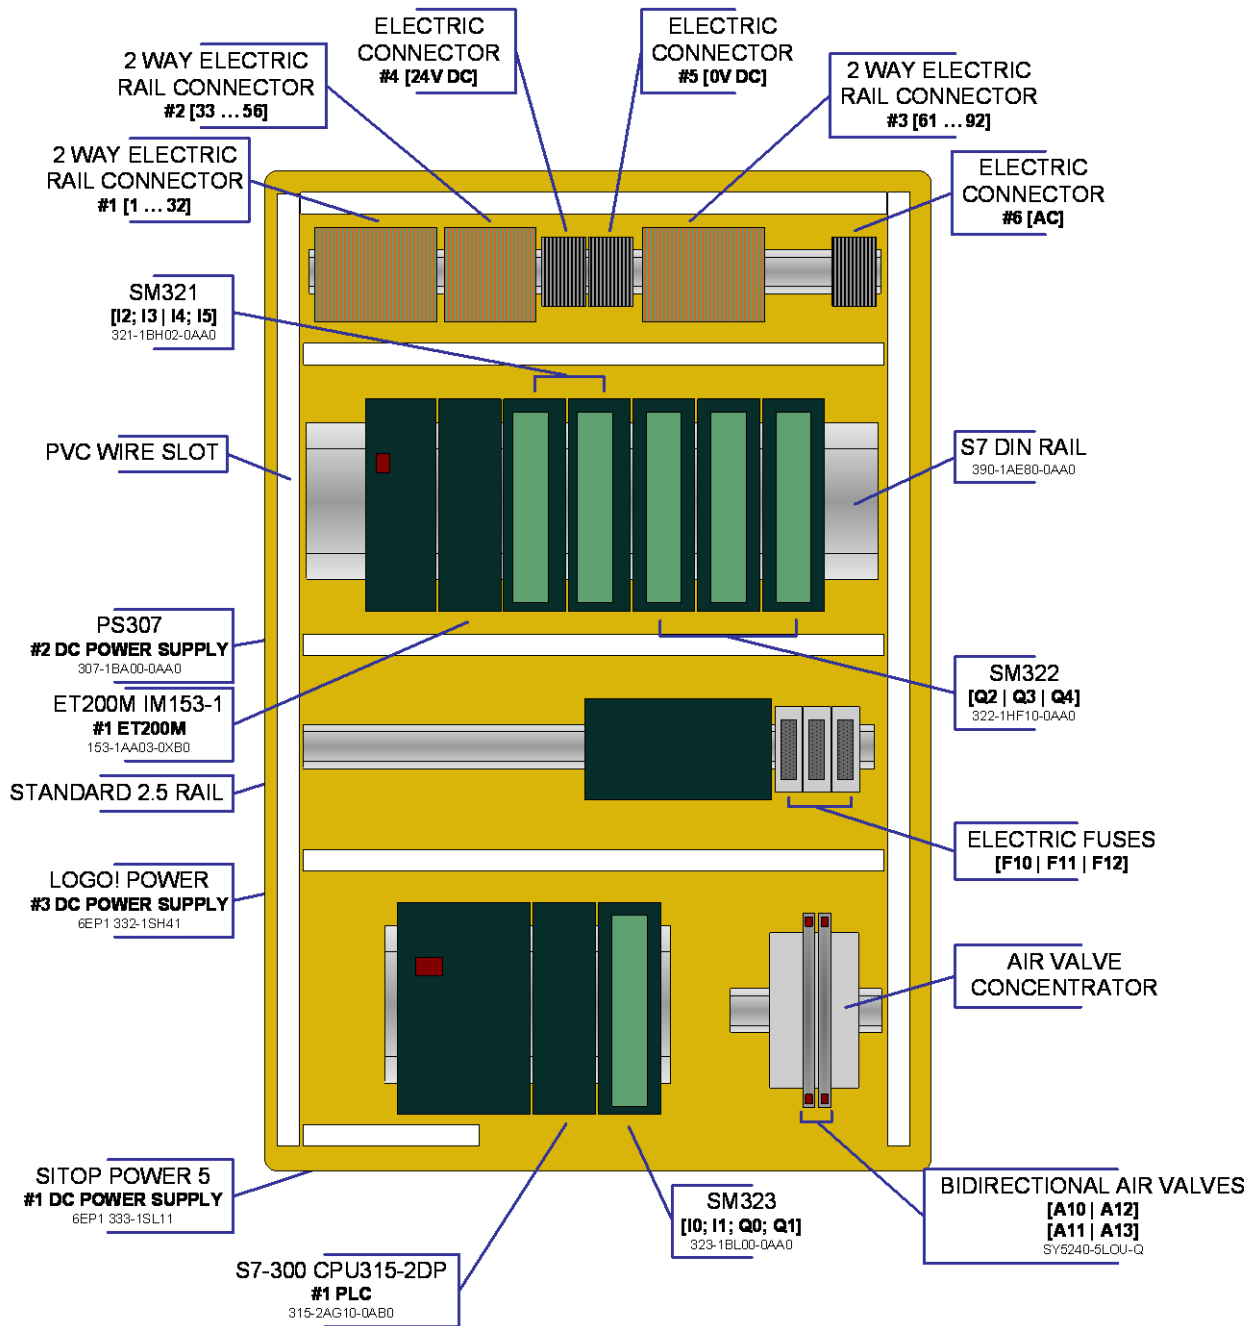 ELECTRIC
CONNECTOR
#4 [24V DC]
ELECTRIC
CONNECTOR
#5 [0V DC]
2 WAY ELECTRIC
RAIL CONNECTOR
#2 [33 ... 56]
2 WAY ELECTRIC
RAIL CONNECTOR
#3 [61 ... 92]
2 WAY ELECTRIC
RAIL CONNECTOR
#1 [1 ... 32]
ELECTRIC
CONNECTOR
#6 [AC]
SM321
[I2; I3 | I4; I5]
321-1BH02-0AA0
PVC WIRE SLOT
S7 DIN RAIL
390-1AE80-0AA0
PS307
#2 DC POWER SUPPLY
307-1BA00-0AA0
SM322
[Q2 | Q3 | Q4]
322-1HF10-0AA0
ET200M IM153-1
#1 ET200M
153-1AA03-0XB0
STANDARD 2.5 RAIL
ELECTRIC FUSES
[F10 | F11 | F12]
LOGO! POWER
#3 DC POWER SUPPLY
6EP1 332-1SH41
AIR VALVE
CONCENTRATOR
SITOP POWER 5
#1 DC POWER SUPPLY
6EP1 333-1SL11
SM323
[I0; I1; Q0; Q1]
323-1BL00-0AA0
BIDIRECTIONAL AIR VALVES
[A10 | A12]
[A11 | A13]
SY5240-5LOU-Q
S7-300 CPU315-2DP
#1 PLC
315-2AG10-0AB0